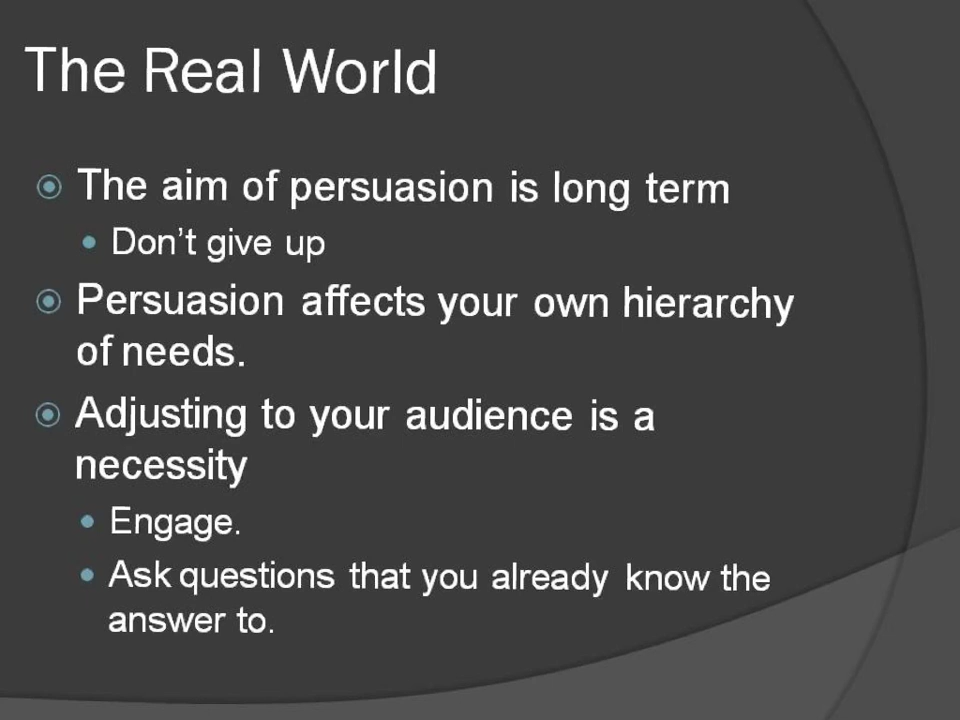 The Real World
The aim of persuasion is long term
Don't give up
Persuasion affects your own hierarchy
of needs.
Adjusting to your audience is a
necessity
Engage.
Ask questions that you already know the
answer to.